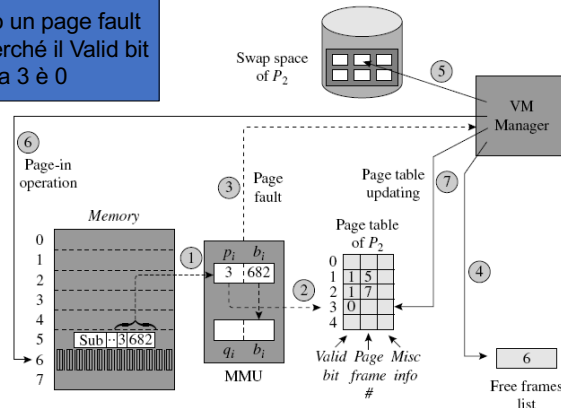 un page fault
erché il Valid bit
a 3 è 0
Swap space
of P2
5
VM
Manager
6
Page-in
operation
3
Page
fault
Page table
updating
7
Memory
Page table
of P2
0
1
2
3
4
5
6
7
1
pi bi
3 682
2
qi bi
MMU
0
1 1 5
2 1 7
3 0
4
4
Sub ·· 3 682
Valid Page Misc
bit frame info
#
6
Free frames
list